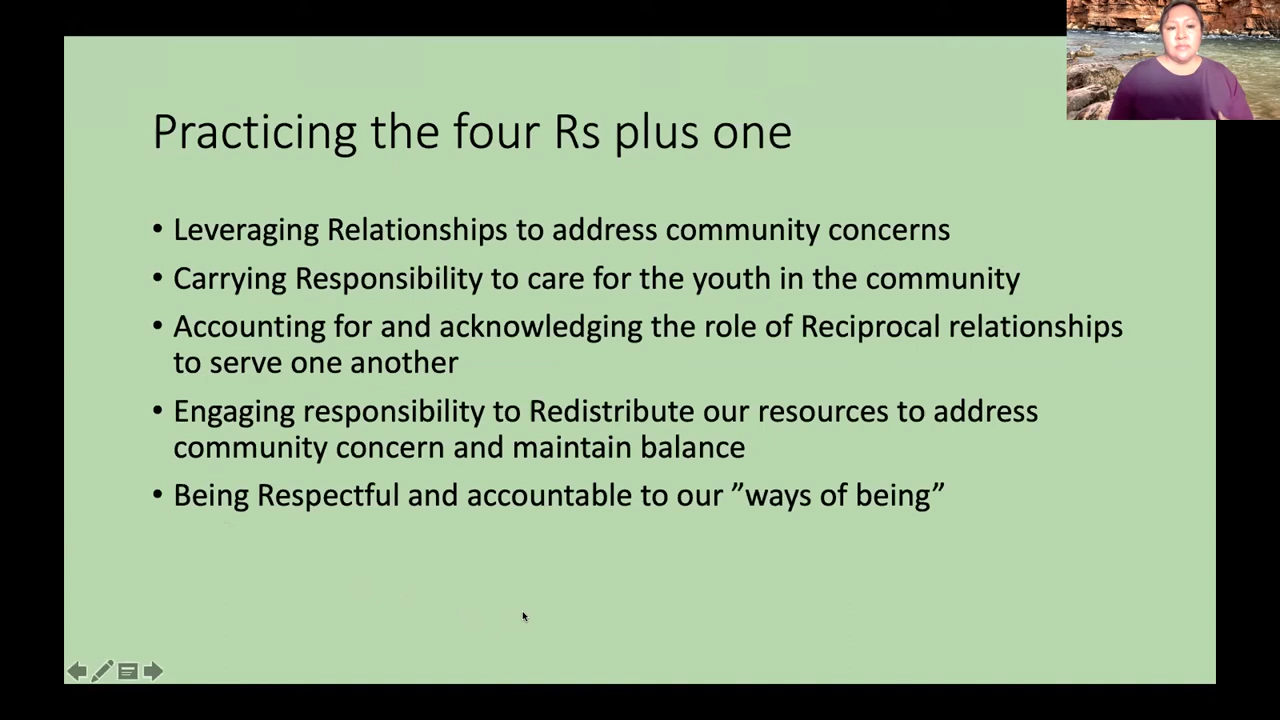 Practicing the four Rs plus one
• Leveraging Relationships to address community concerns
• Carrying Responsibility to care for the youth in the community
• Accounting for and acknowledging the role of Reciprocal relationships
to serve one another
• Engaging responsibility to Redistribute our resources to address
community concern and maintain balance
• Being Respectful and accountable to our ”ways of being”